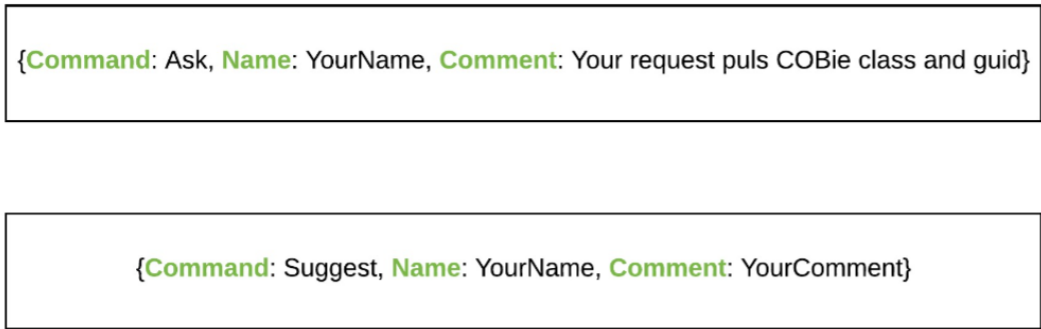 {Command: Ask, Name: YourName, Comment: Your request puls COBie class and guid}
{Command: Suggest, Name: YourName, Comment: YourComment}